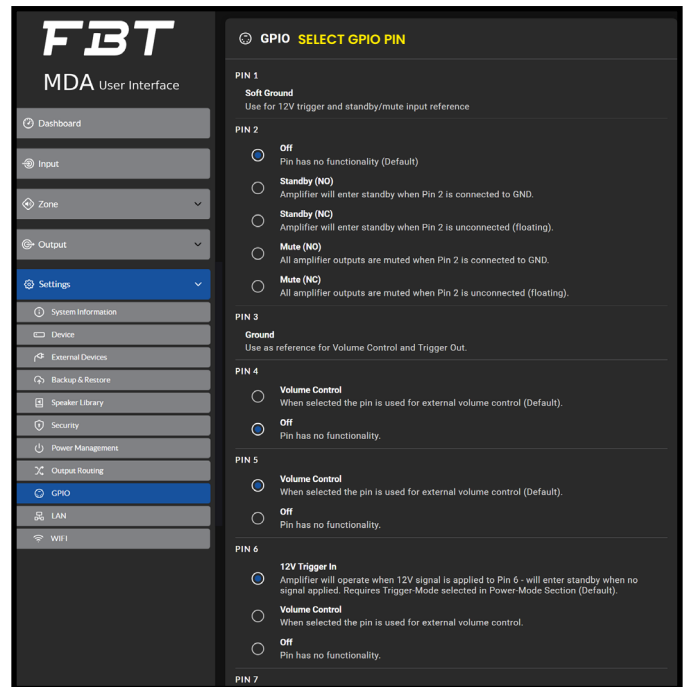 FBT
MDA User Interface
Dashboard
Input
Zone
Output
Settings
System Information
Device
External Devices
Backup & Restore
Speaker Library
Security
Power Management
Output Routing
GPIO
LAN
WIFI
GPIO SELECT GPIO PIN
PIN 1
Soft Ground
Use for 12V trigger and standby/mute input reference
PIN 2
Off
Pin has no functionality (Default)
Standby (NO)
Amplifier will enter standby when Pin 2 is connected to GND.
Standby (NC)
Amplifier will enter standby when Pin 2 is unconnected (floating).
Mute (NO)
All amplifier outputs are muted when Pin 2 is connected to GND.
Mute (NC)
All amplifier outputs are muted when Pin 2 is unconnected (floating).
PIN 3
Ground
Use as reference for Volume Control and Trigger Out.
PIN 4
Volume Control
When selected the pin is used for external volume control (Default).
Off
Pin has no functionality.
PIN 5
Volume Control
When selected the pin is used for external volume control (Default).
Off
Pin has no functionality.
PIN 6
12V Trigger In
Amplifier will operate when 12V signal is applied to Pin 6 - will enter standby when no
signal applied. Requires Trigger-Mode selected in Power-Mode Section (Default).
Volume Control
When selected the pin is used for external volume control.
Off
Pin has no functionality.
PIN 7